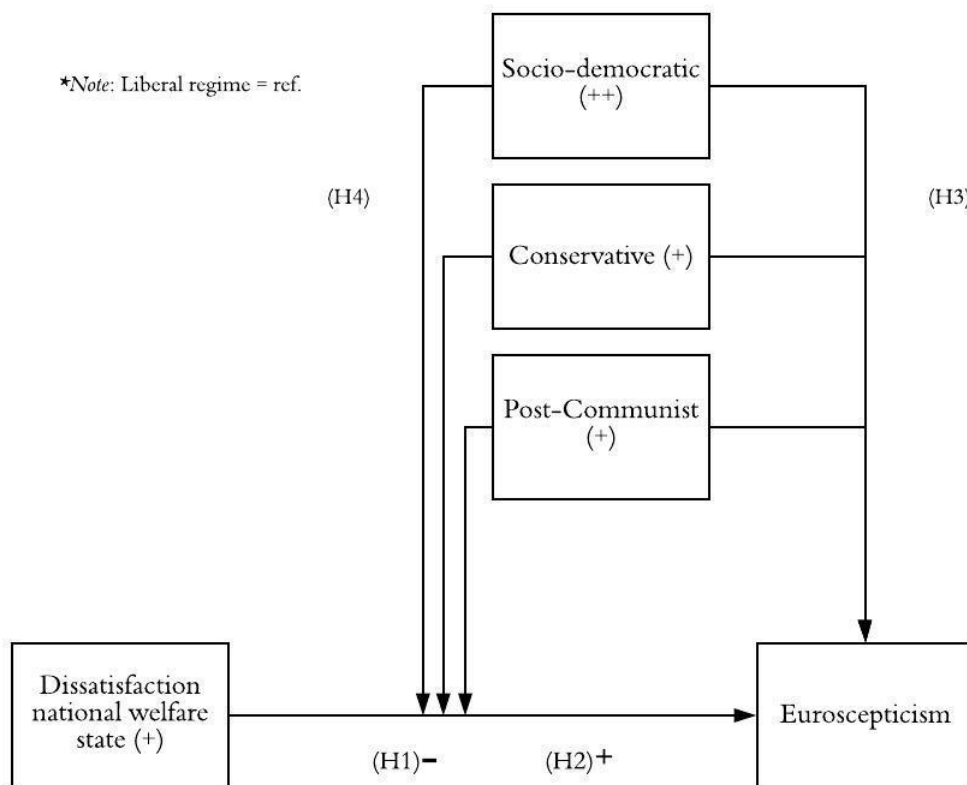 *Note: Liberal regime = ref.
Socio-democratic
(++)
(H4)
(H3)
Conservative (+)
Post-Communist
(+)
Dissatisfaction
national welfare
state (+)
Euroscepticism
(H1)-
(H2)+